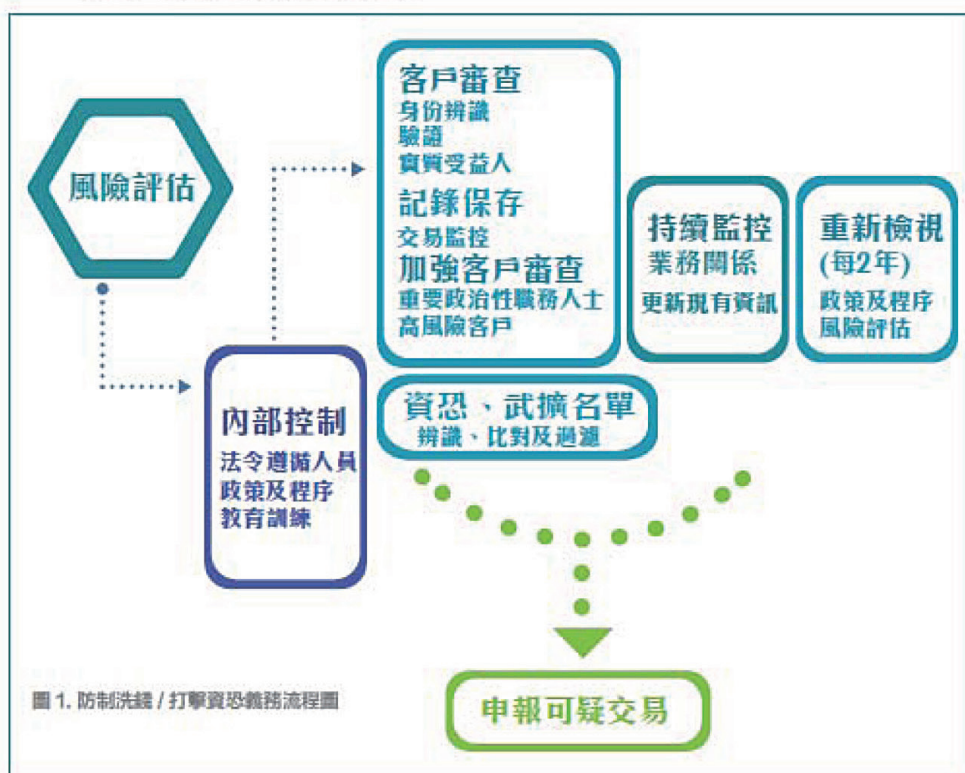 風險評估
內部控制
法令遵循人員
政策及程序
教育訓練
客戶審查
身份辨識
驗證
實質受益人
記錄保存
交易監控
加強客戶審查
重要政治性職務人士
高風險客戶
資恐、武擴名單
辨識、比對及過濾
持續監控
業務關係
更新現有資訊
重新檢視
(每2年)
政策及程序
風險評估
申報可疑交易
圖 1. 防制洗錢 / 打擊資恐義務流程圖